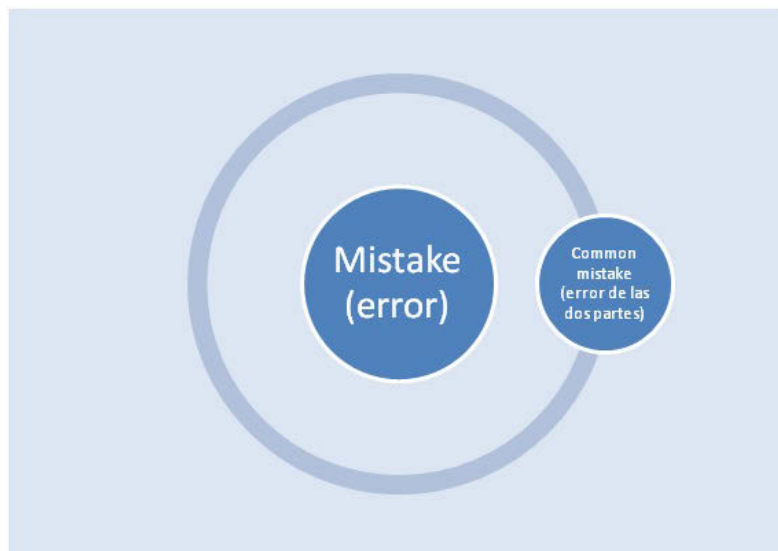 Mistake
(error)
Common
mistake
(error de las
dos partes)